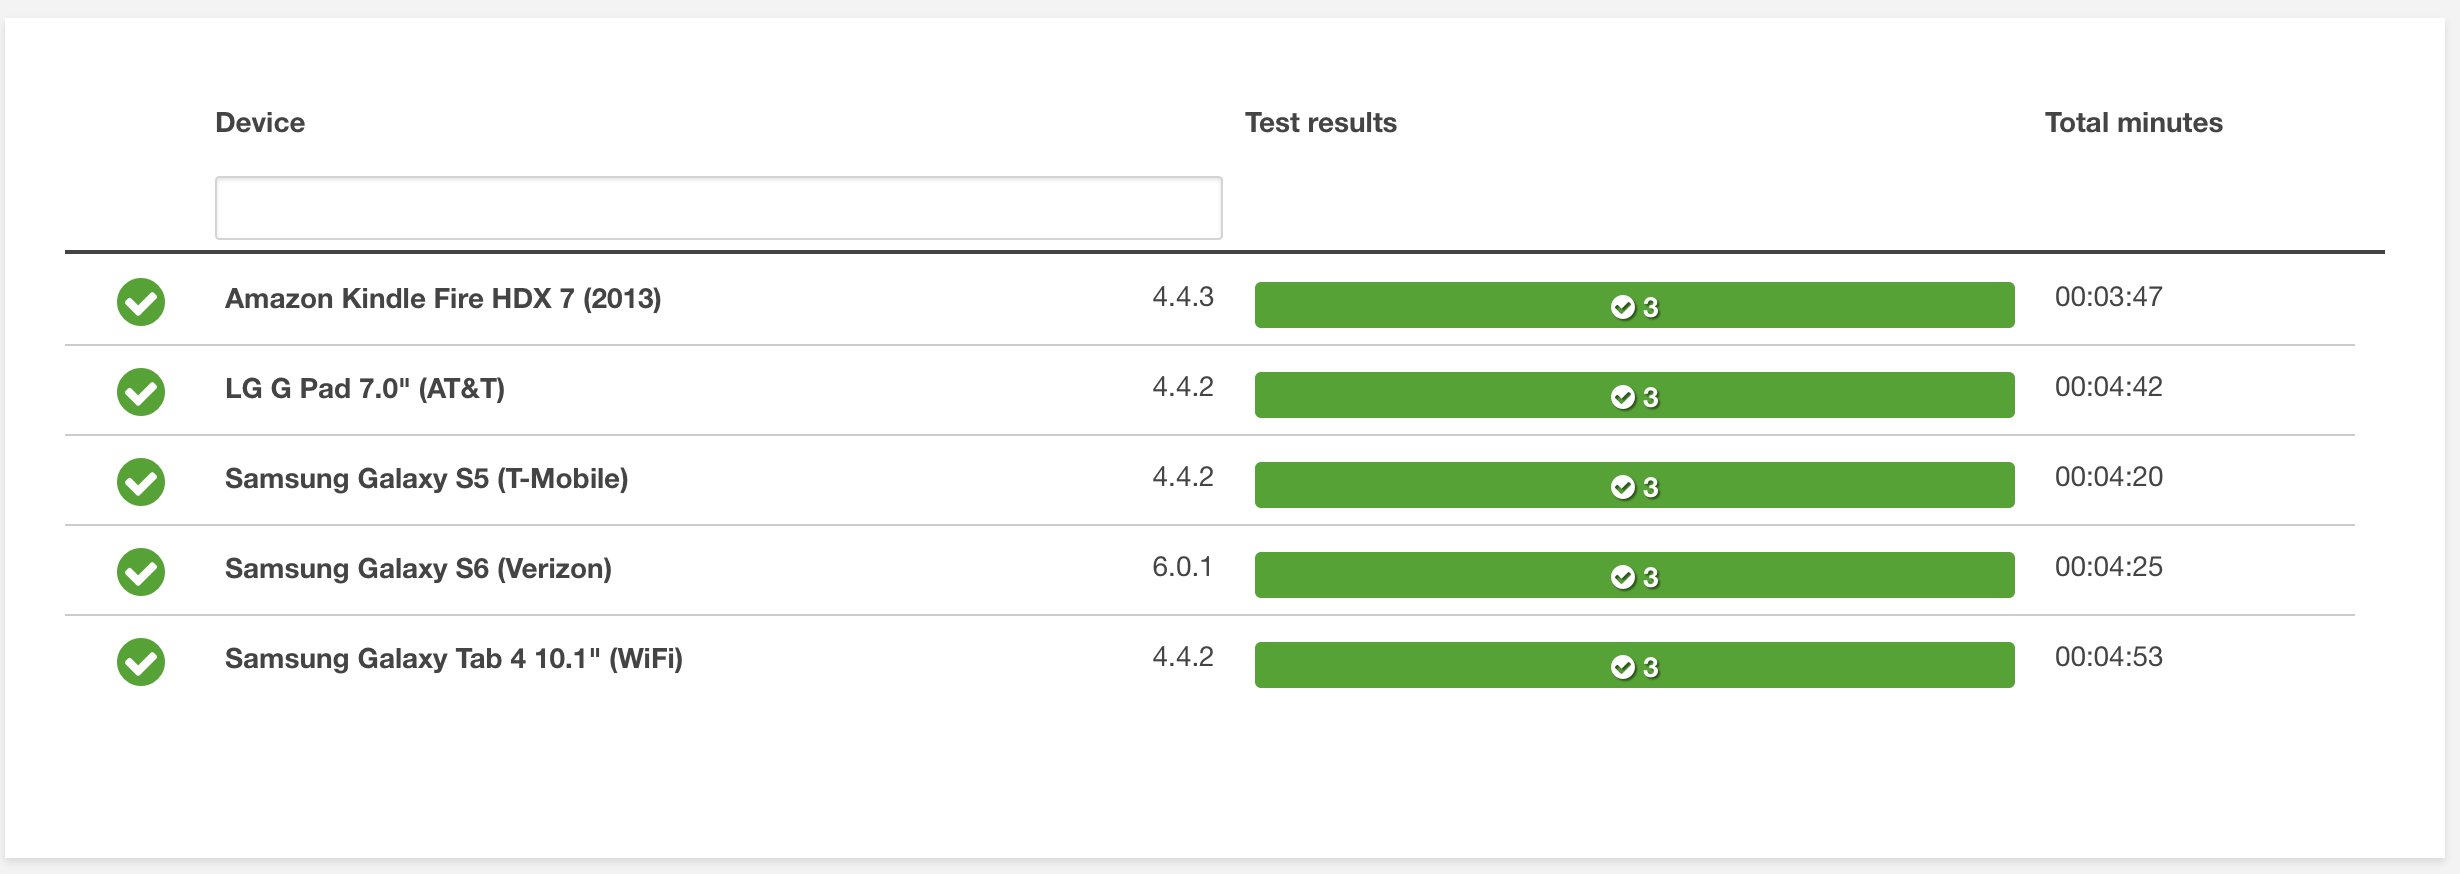 Device Test results Total minutes
Amazon Kindle Fire HDX 7 (2013) 4.4.3 3 00:03:47
LG G Pad 7.0" (AT&T) 4.4.2 3 00:04:42
Samsung Galaxy S5 (T-Mobile) 4.4.2 3 00:04:20
Samsung Galaxy S6 (Verizon) 6.0.1 3 00:04:25
Samsung Galaxy Tab 4 10.1" (WiFi) 4.4.2 3 00:04:53